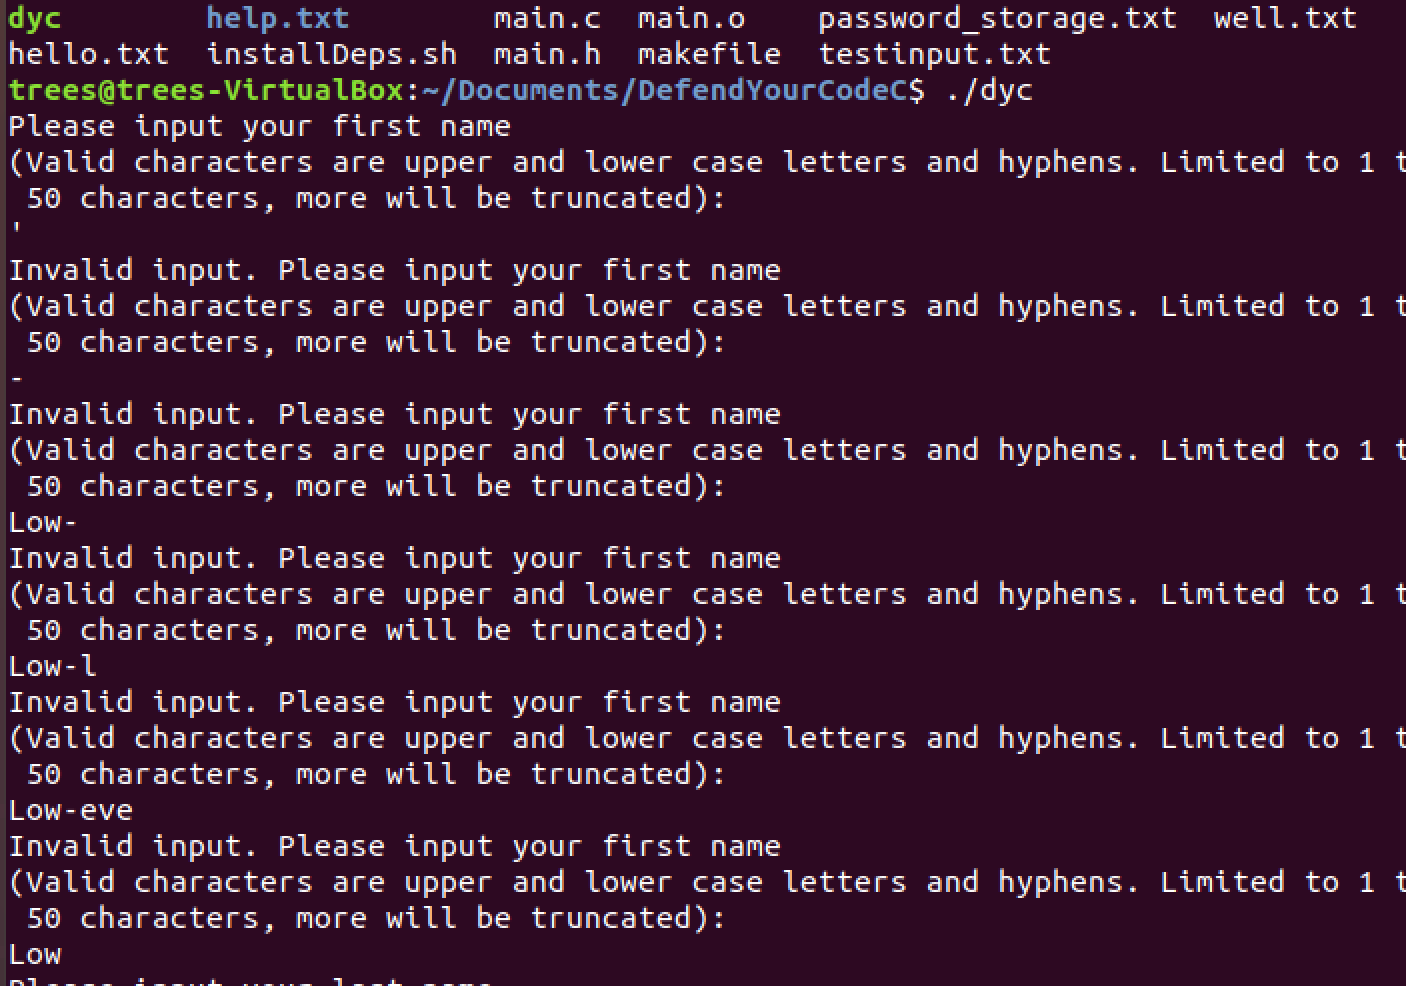 dyc help.txt main.c main.o password_storage.txt well.txt
hello.txt installDeps.sh main.h makefile testinput.txt
trees@trees-VirtualBox:~/Documents/DefendYourCodeC$ ./dyc
Please input your first name
(Valid characters are upper and lower case letters and hyphens. Limited to 1 t
50 characters, more will be truncated):
'
Invalid input. Please input your first name
(Valid characters are upper and lower case letters and hyphens. Limited to 1 t
50 characters, more will be truncated):
-
Invalid input. Please input your first name
(Valid characters are upper and lower case letters and hyphens. Limited to 1 t
50 characters, more will be truncated):
Low-
Invalid input. Please input your first name
(Valid characters are upper and lower case letters and hyphens. Limited to 1 t
50 characters, more will be truncated):
Low-l
Invalid input. Please input your first name
(Valid characters are upper and lower case letters and hyphens. Limited to 1 t
50 characters, more will be truncated):
Low-eve
Invalid input. Please input your first name
(Valid characters are upper and lower case letters and hyphens. Limited to 1 t
50 characters, more will be truncated):
Low
Please input your last name